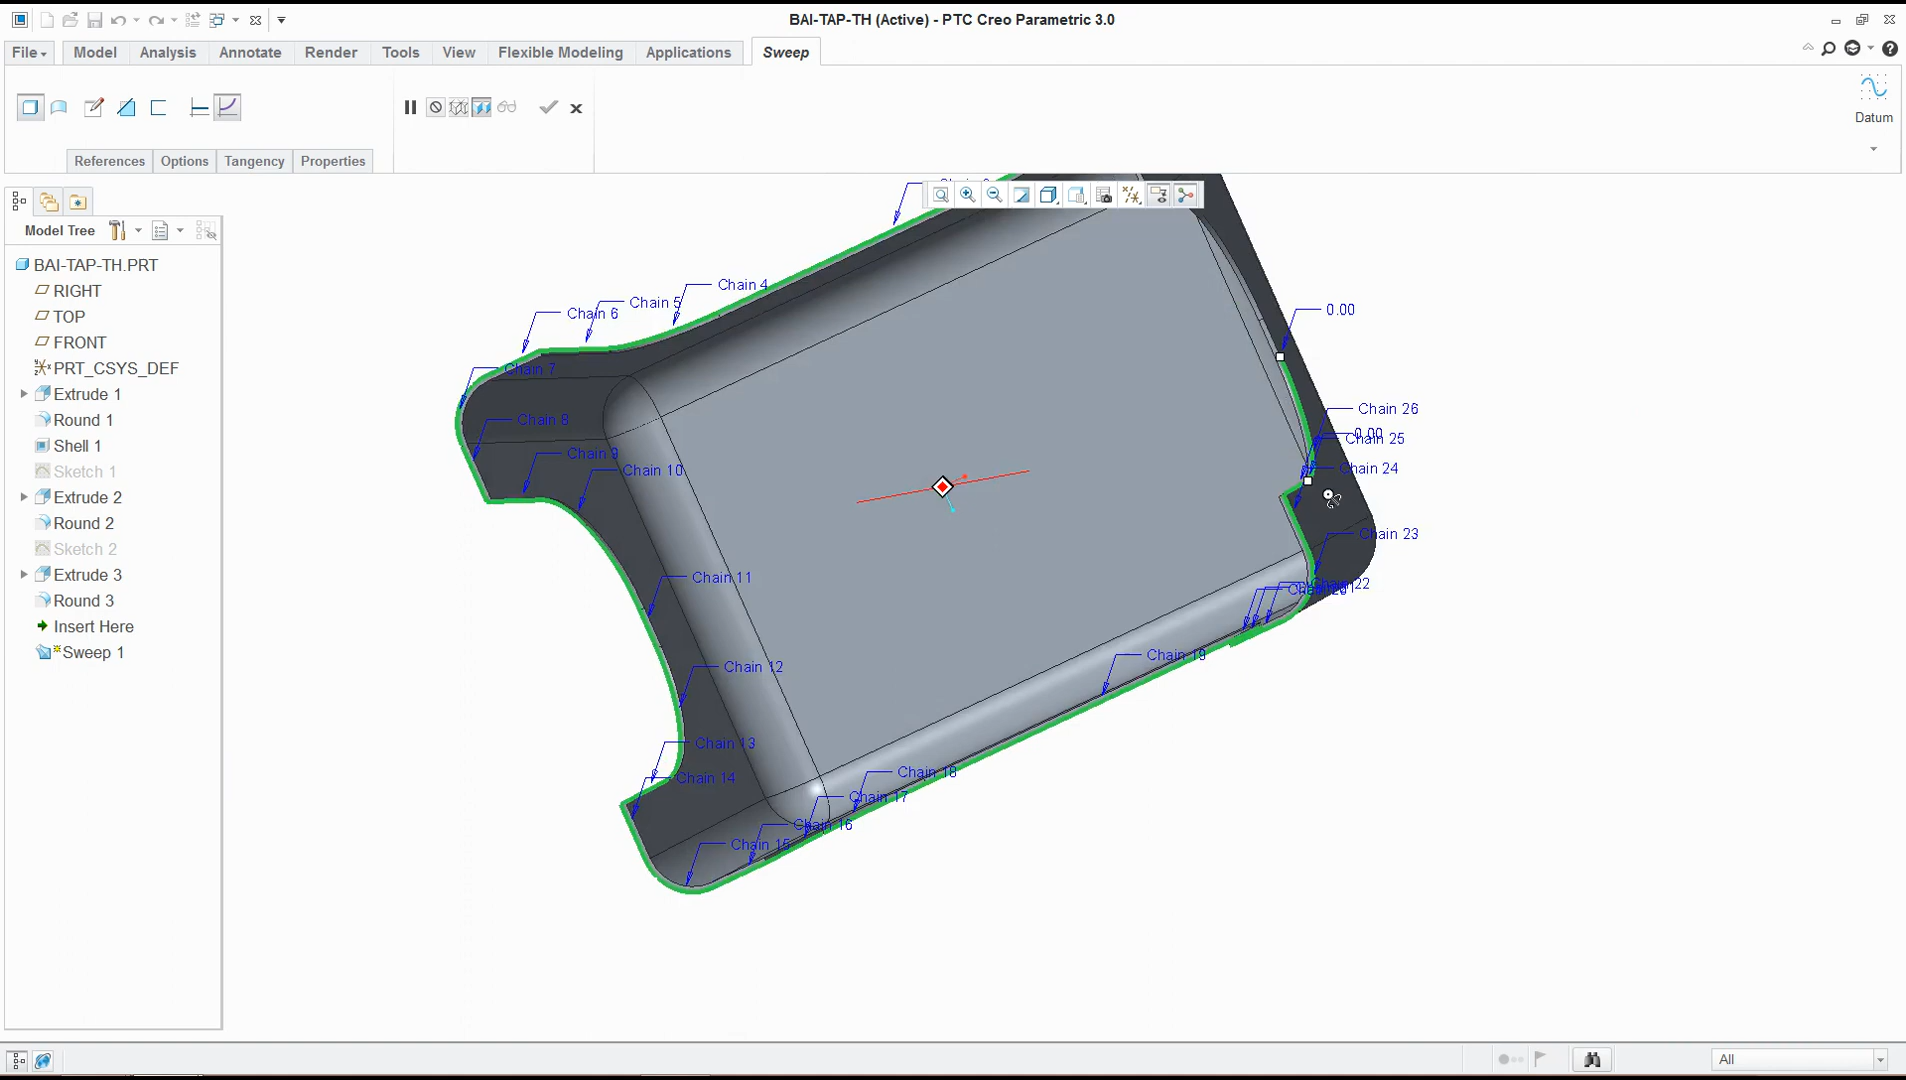 BAI-TAP-TH (Active) - PTC Creo Parametric 3.0
File
Model
Analysis
Annotate
Render
Tools
View
Flexible Modeling
Applications
Sweep
Datum
References
Options
Tangency
Properties
Model Tree
BAI-TAP-TH.PRT
RIGHT
TOP
FRONT
PRT_CSYS_DEF
Extrude 1
Round 1
Shell 1
Sketch 1
Extrude 2
Round 2
Sketch 2
Extrude 3
Round 3
Insert Here
Sweep 1
Chain 4
Chain 5
Chain 6
0.00
Chain 7
Chain 8
Chain 26
0.00
Chain 25
Chain 9
Chain 10
Chain 24
Chain 23
Chain 11
Chain 22
Chain 19
Chain 12
Chain 13
Chain 14
Chain 18
Chain 17
Chain 16
Chain 15
All